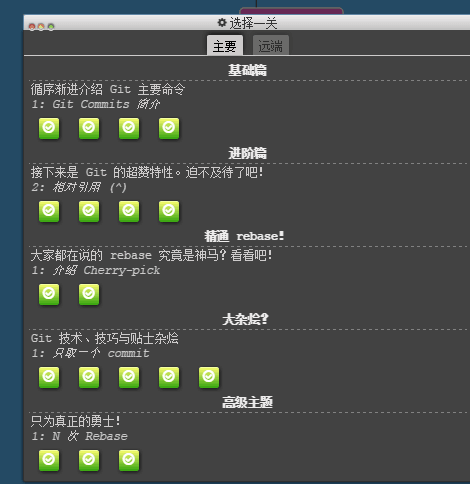 选择一关
主要 远端
基础篇
循序渐进介绍 Git 主要命令
1: Git Commits 简介
进阶篇
接下来是 Git 的超赞特性。迫不及待了吧!
2: 相对引用 (^)
精通 rebase!
大家都在说的 rebase 究竟是神马? 看看吧!
1: 介绍 Cherry-pick
大杂烩?
Git 技术、技巧与贴士杂烩
1: 只取一个 commit
高级主题
只为真正的勇士!
1: N 次 Rebase